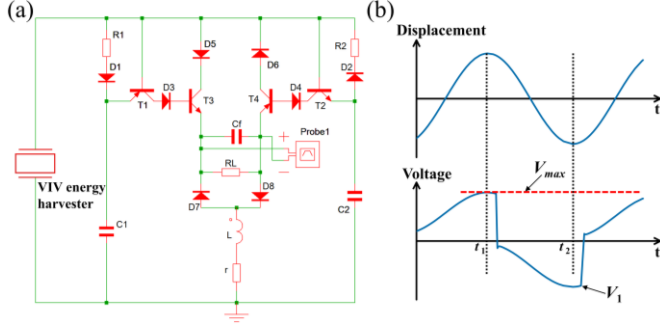 (a)
R1
D1
D5
D6
R2
D2
D3
D4
T1
T3
T4
T2
Cf
+
Probe1
RL
−
VIV energy
harvester
D7
D8
C1
C2
L
r
(b)
Displacement
t
t1
t2
Voltage
Vmax
t
V1